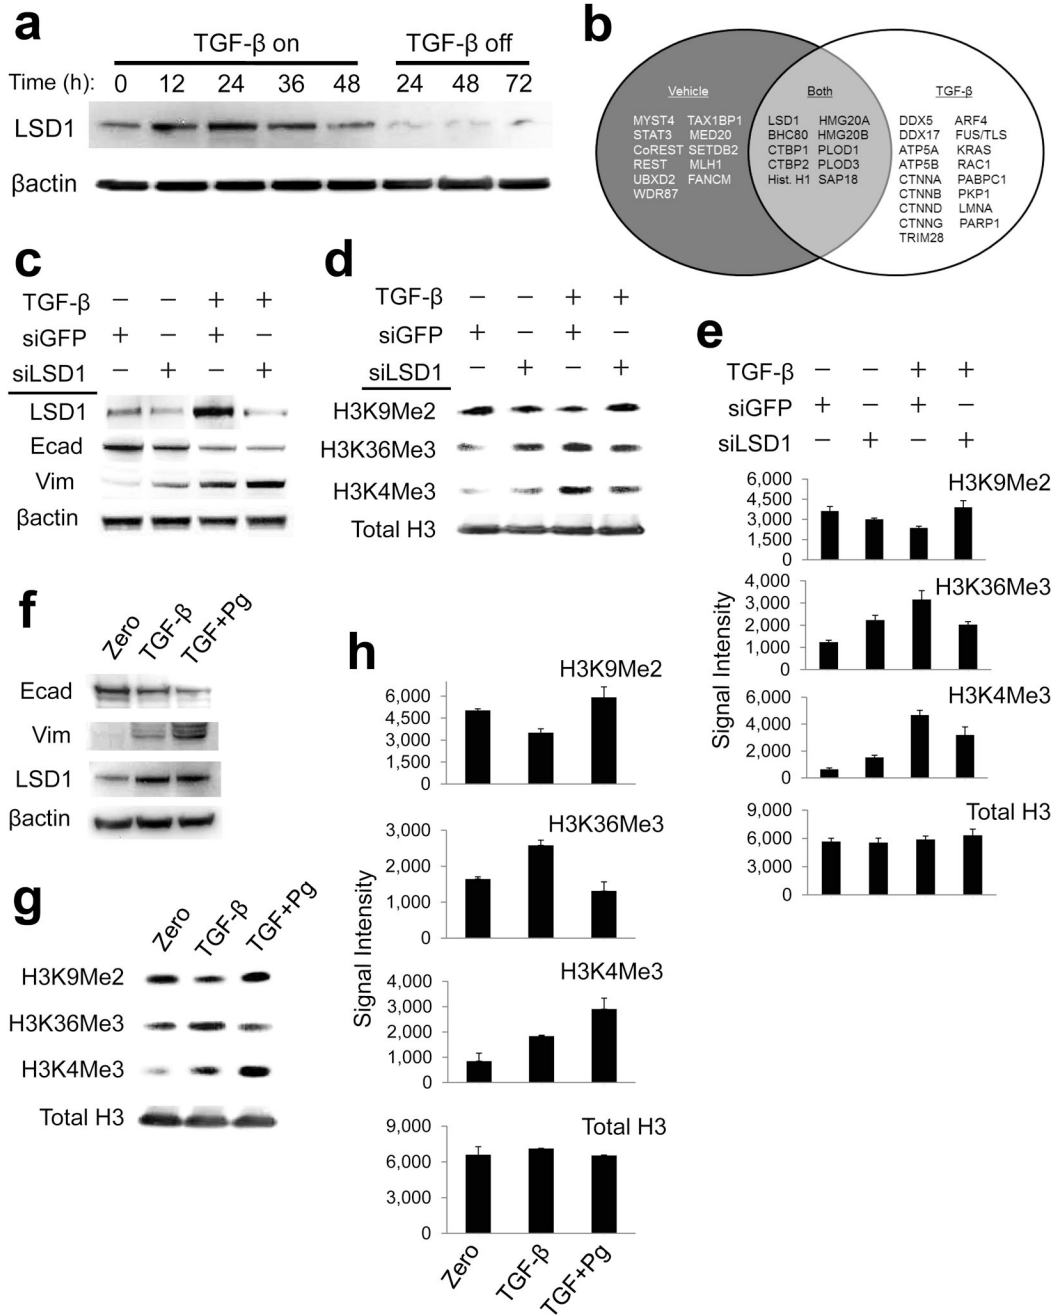 a
TGF-β on TGF-β off
Time (h): 0 12 24 36 48 24 48 72
LSD1
βactin
b
Vehicle
MYST4 TAX1BP1
STAT3 MED20
CoREST SETDB2
REST MLH1
UBXD2 FANCM
WDR87
Both
LSD1 HMG20A
BHC80 HMG20B
CTBP1 PLOD1
CTBP2 PLOD3
Hist. H1 SAP18
TGF-β
DDX5 ARF4
DDX17 FUS/TLS
ATP5A KRAS
ATP5B RAC1
CTNNA PABPC1
CTNNB PKP1
CTNND LMNA
CTNNG PARP1
TRIM28
c
TGF-β − − + +
siGFP + − + −
siLSD1 − + − +
LSD1
Ecad
Vim
βactin
d
TGF-β − − + +
siGFP + − + −
siLSD1 − + − +
H3K9Me2
H3K36Me3
H3K4Me3
Total H3
e
TGF-β − − + +
siGFP + − + −
siLSD1 − + − +
Signal Intensity
H3K9Me2
6,000
4,500
3,000
1,500
0
H3K36Me3
4,000
3,000
2,000
1,000
0
H3K4Me3
6,000
4,000
2,000
0
Total H3
9,000
6,000
3,000
0
f
Zero TGF-β TGF+Pg
Ecad
Vim
LSD1
βactin
g
Zero TGF-β TGF+Pg
H3K9Me2
H3K36Me3
H3K4Me3
Total H3
h
Signal Intensity
H3K9Me2
6,000
4,500
3,000
1,500
0
H3K36Me3
3,000
2,000
1,000
0
H3K4Me3
4,000
3,000
2,000
1,000
0
Total H3
9,000
6,000
3,000
0
Zero TGF-β TGF+Pg